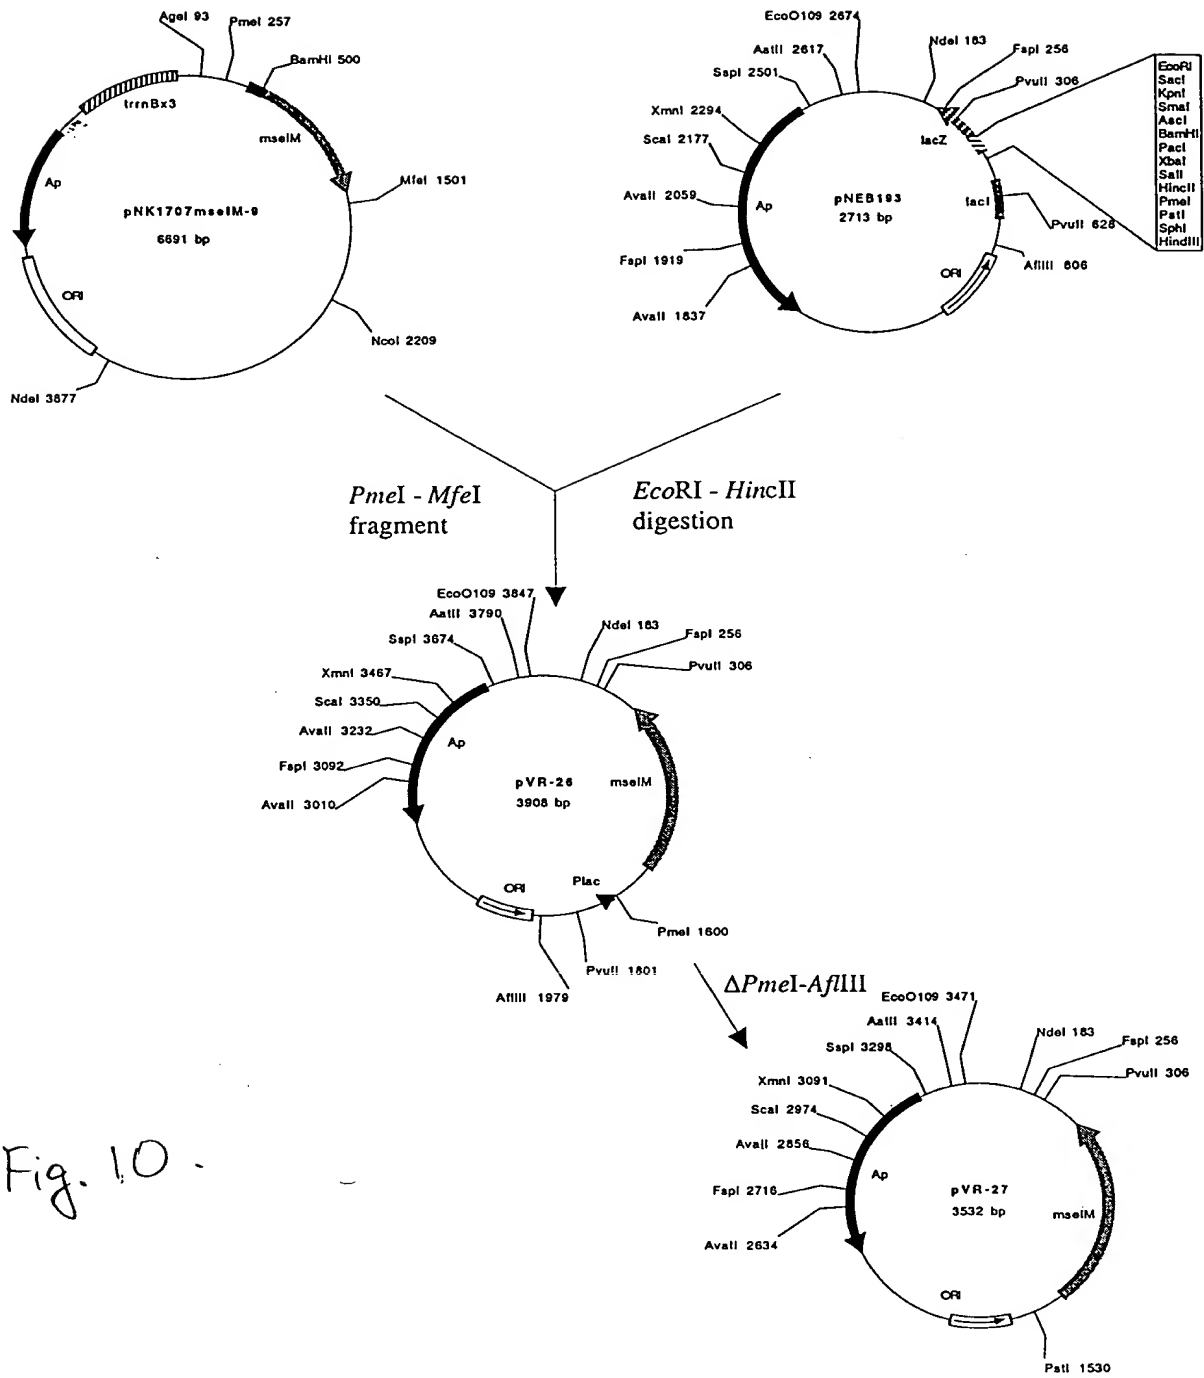 AgeI 93
PmeI 257
BamHI 500
trrnBx3
mseIM
Ap
MfeI 1501
pNK1707mseIM-9
6691 bp
ORI
NcoI 2209
NdeI 3877
EcoO109 2674
AatII 2617
SspI 2501
NdeI 183
FspI 256
PvuII 306
XmnI 2294
ScaI 2177
AvaII 2059
FspI 1919
AvaII 1837
lacZ
Ap
pNEB193
2713 bp
lacI
PvuII 628
AflIII 806
ORI
EcoRI
SacI
KpnI
SmaI
AscI
BamHI
PacI
XbaI
SalI
HincII
PmeI
PstI
SphI
HindIII
PmeI - MfeI
fragment
EcoRI - HincII
digestion
EcoO109 3847
AatII 3790
SspI 3674
NdeI 183
FspI 256
PvuII 306
XmnI 3467
ScaI 3350
AvaII 3232
FspI 3092
AvaII 3010
Ap
pVR-26
3908 bp
mseIM
ORI
Plac
PmeI 1600
PvuII 1801
AflIII 1979
ΔPmeI-AflIII
EcoO109 3471
AatII 3414
SspI 3298
NdeI 183
FspI 256
PvuII 306
XmnI 3091
ScaI 2974
AvaII 2856
FspI 2716
AvaII 2634
Ap
pVR-27
3532 bp
mseIM
ORI
PstI 1530
Fig. 10.